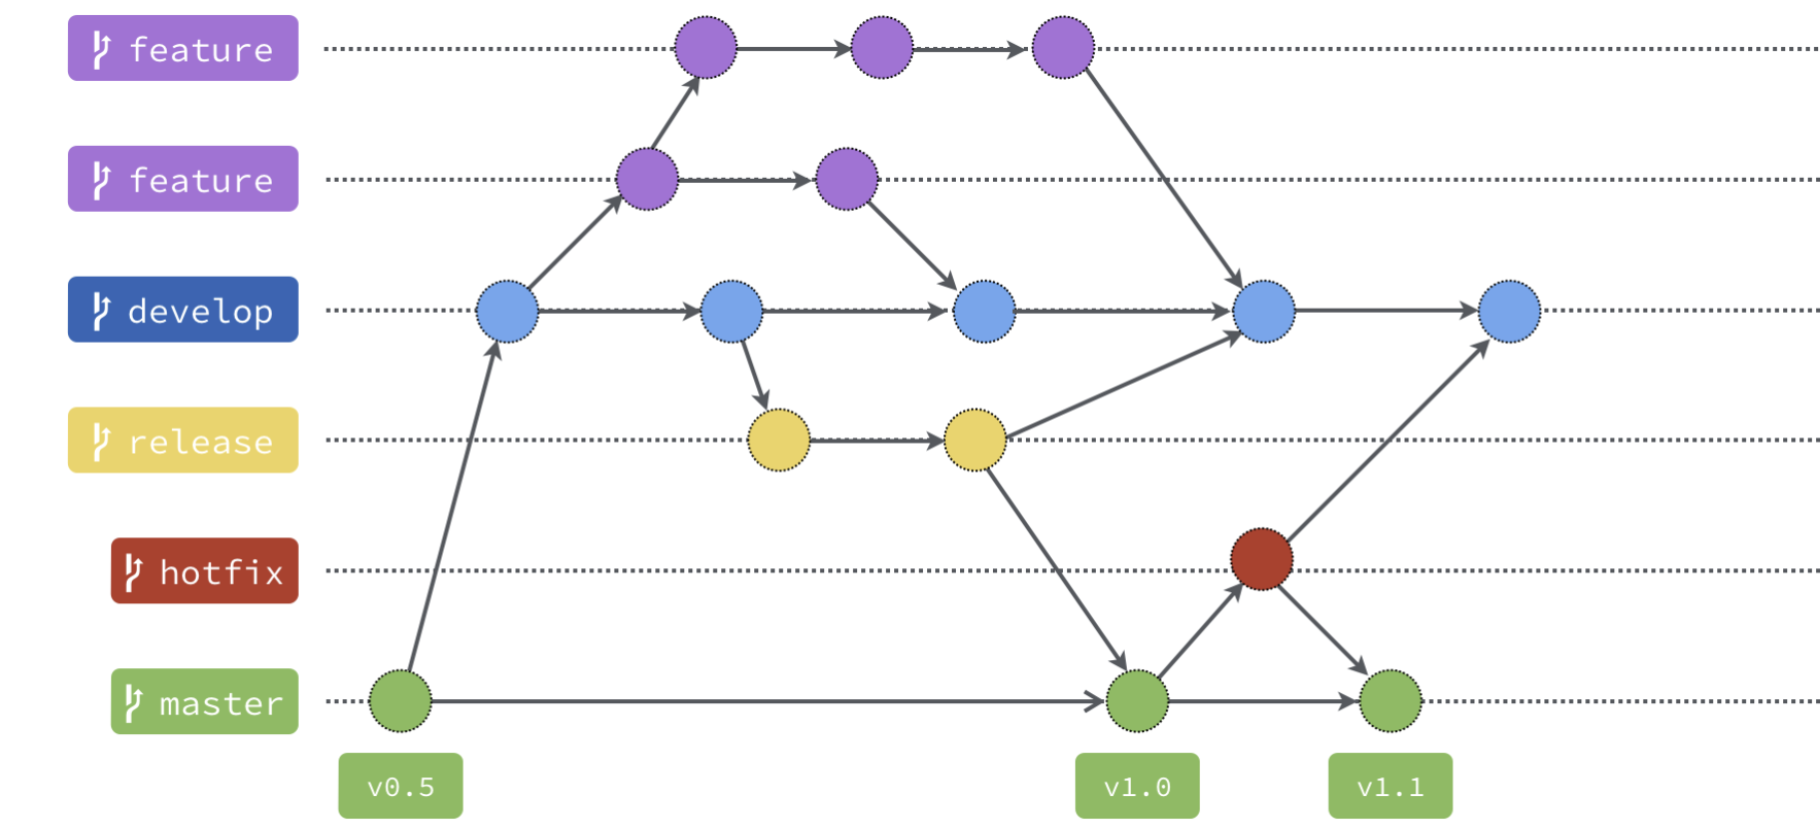 feature
feature
develop
release
hotfix
master
v0.5
v1.0
v1.1